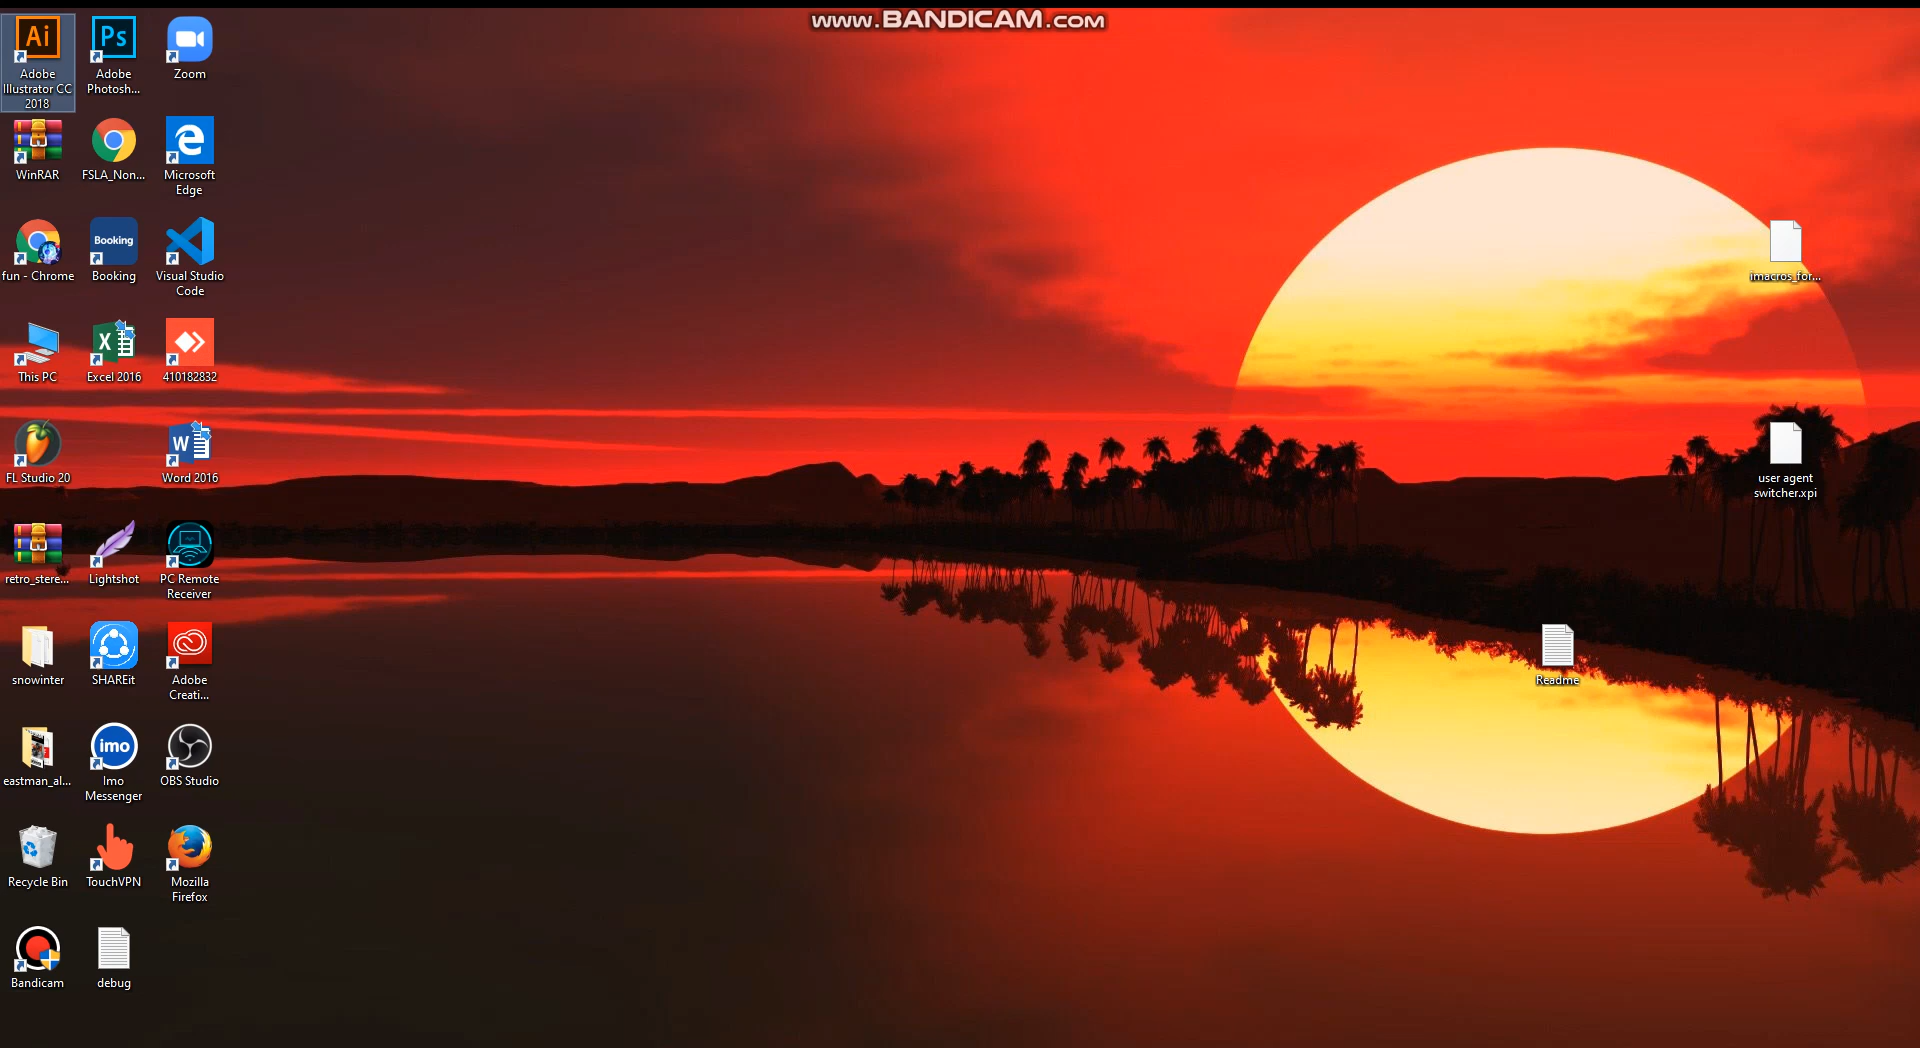 www.BANDICAM.com
Ai
Adobe
Illustrator CC
2018
Ps
Adobe
Photosh...
Zoom
WinRAR
FSLA_Non...
Microsoft
Edge
fun - Chrome
Booking
Booking
Visual Studio
Code
This PC
X
Excel 2016
410182832
FL Studio 20
W
Word 2016
retro_stere...
Lightshot
PC Remote
Receiver
snowinter
SHAREit
Adobe
Creati...
eastman_al...
imo
Imo
Messenger
OBS Studio
Recycle Bin
TouchVPN
Mozilla
Firefox
Bandicam
debug
imacros_for...
user agent
switcher.xpi
Readme